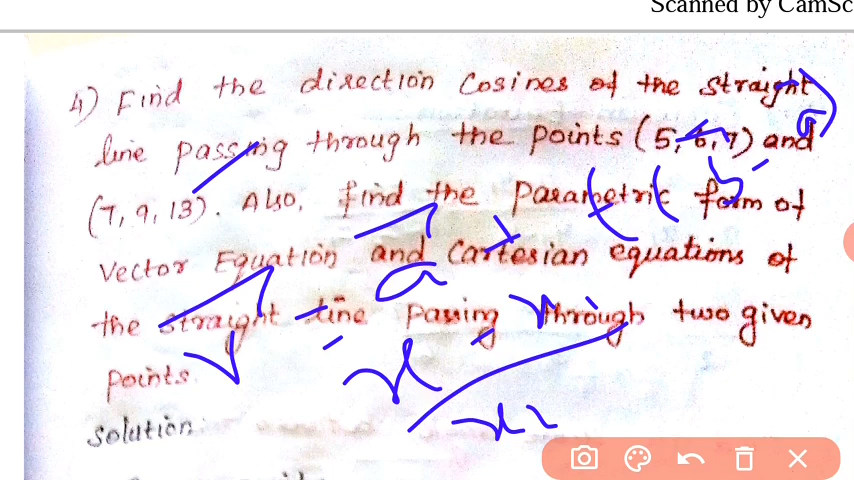 Scanned by CamSc
4) Find the direction Cosines of the straight
line passing through the points (5, 6, 7) and
(7, 9, 13). Also, find the parametric form of
vector Equation and Cartesian equations of
the straight line passing through two given
points.
Solution: